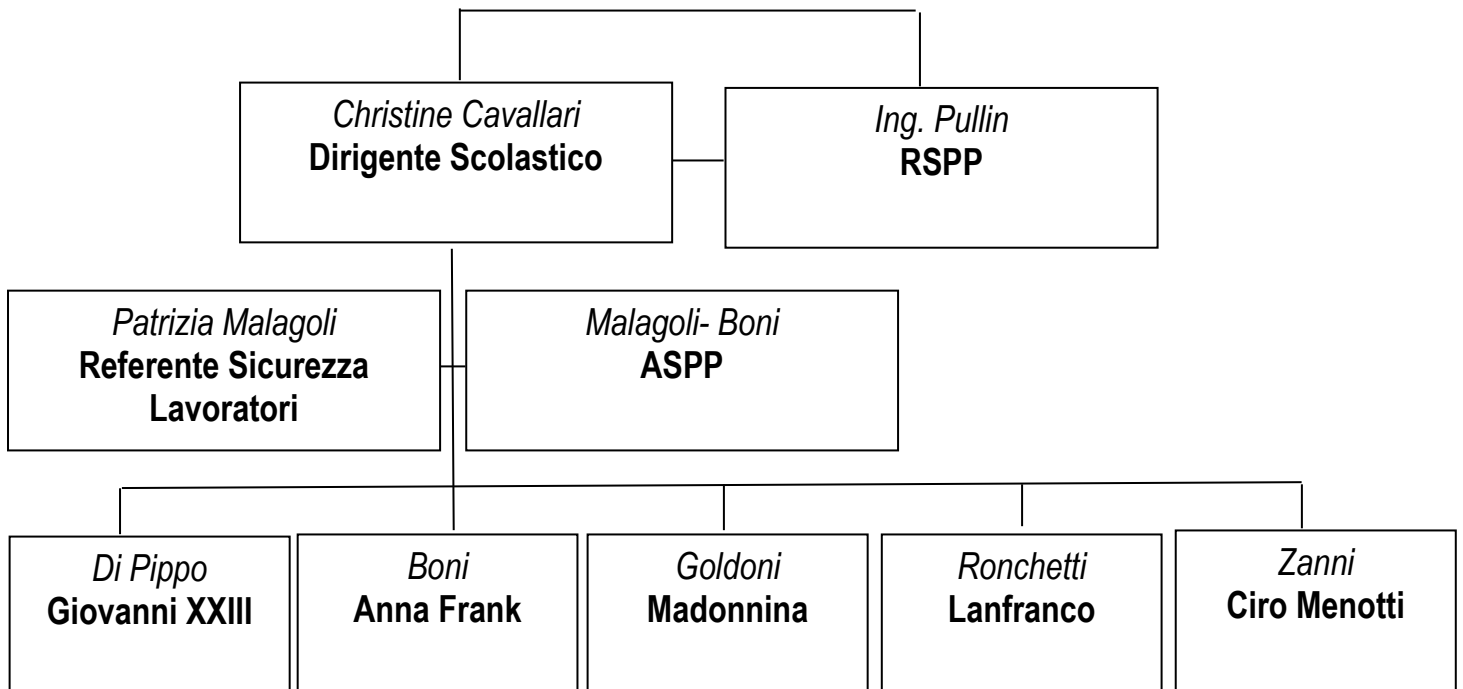 Christine Cavallari
Dirigente Scolastico
Ing. Pullin
RSPP
Patrizia Malagoli
Referente Sicurezza
Lavoratori
Malagoli- Boni
ASPP
Di Pippo
Giovanni XXIII
Boni
Anna Frank
Goldoni
Madonnina
Ronchetti
Lanfranco
Zanni
Ciro Menotti